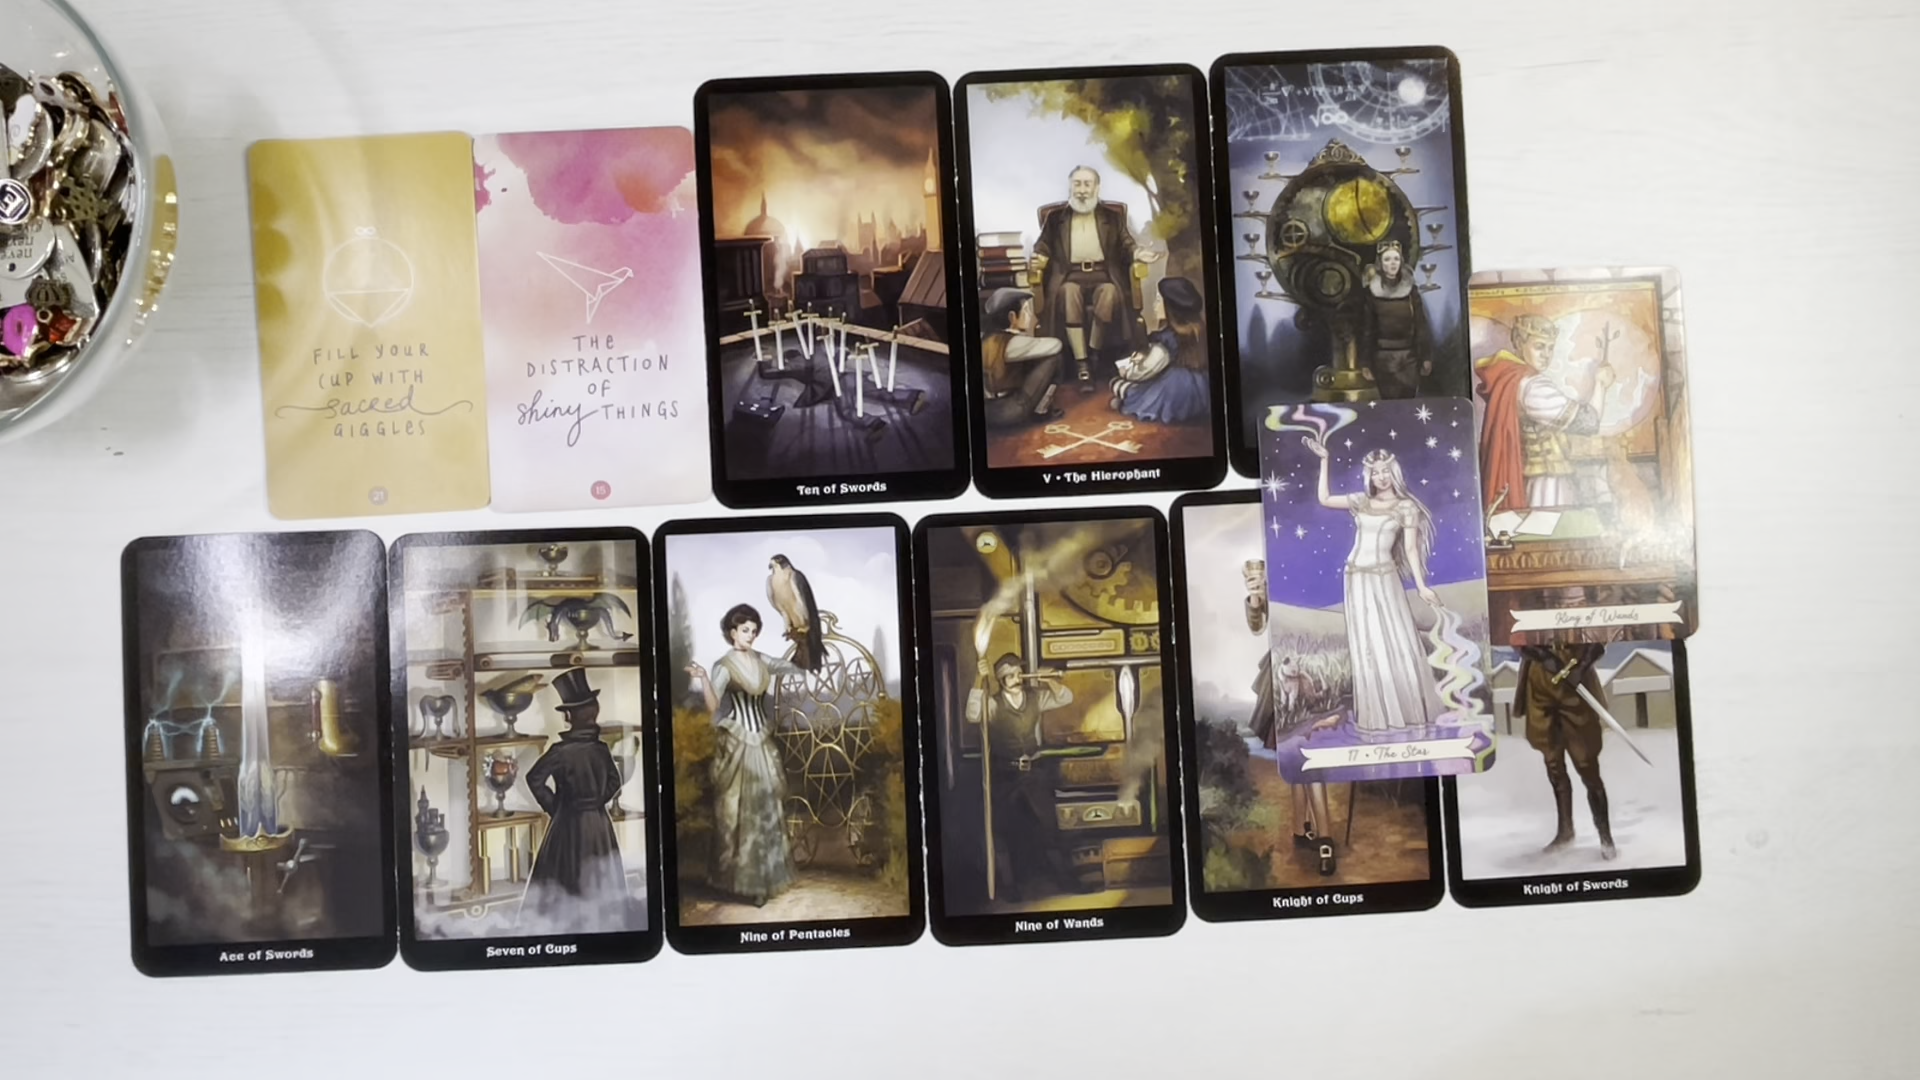 FILL YOUR
CUP WITH
sacred
GIGGLES
21
THE
DISTRACTION
OF
shiny THINGS
15
Ten of Swords
V • The Hierophant
√∞
King of Wands
17 • The Star
Ace of Swords
Seven of Cups
Nine of Pentacles
Nine of Wands
Knight of Cups
Knight of Swords